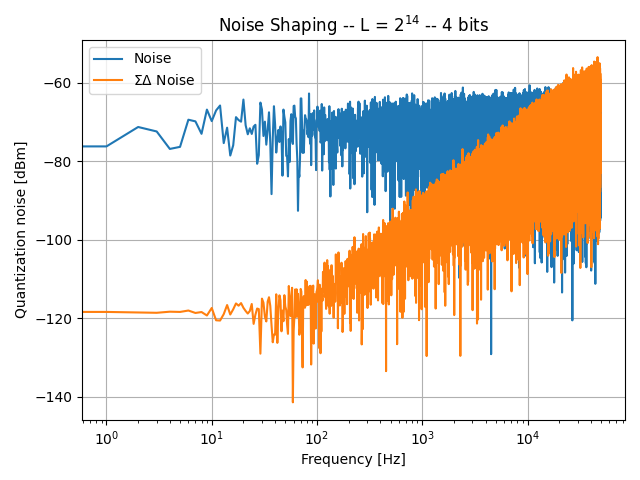 Noise Shaping -- L = 2^14 -- 4 bits
Noise
ΣΔ Noise
Quantization noise [dBm]
−60
−80
−100
−120
−140
10^0 10^1 10^2 10^3 10^4
Frequency [Hz]